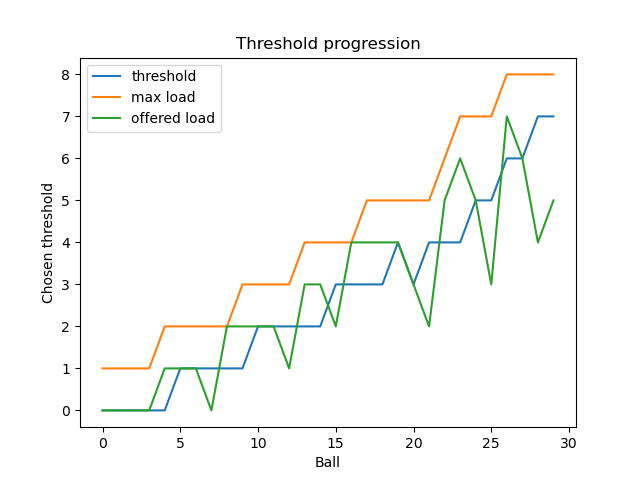 Threshold progression
threshold
max load
offered load
8
7
6
5
4
3
2
1
0
Chosen threshold
0 5 10 15 20 25 30
Ball